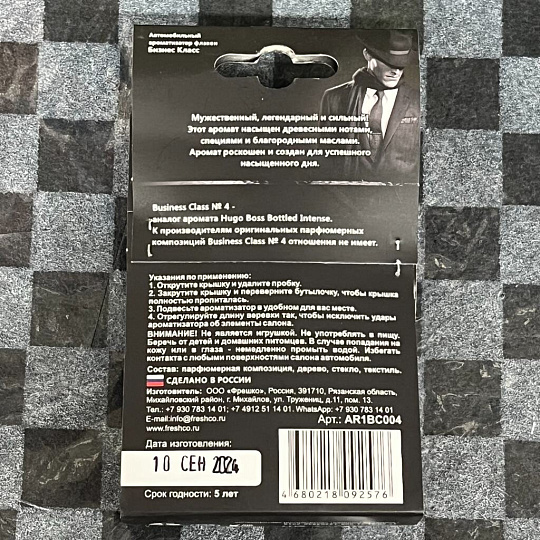 Автомобильный
ароматизатор флакон
Бизнес Класс
Мужественный, легендарный и сильный!
Этот аромат насыщен древесными нотами,
специями и благородными маслами.
Аромат роскошен и создан для успешного
насыщенного дня.
Business Class № 4 -
аналог аромата Hugo Boss Bottled Intense.
К производителям оригинальных парфюмерных
композиций Business Class № 4 отношения не имеет.
Указания по применению:
1. Открутите крышку и удалите пробку.
2. Закрутите крышку и переверните бутылочку, чтобы крышка
полностью пропиталась.
3. Подвесьте ароматизатор в удобном для вас месте.
4. Отрегулируйте длину веревки так, чтобы исключить удары
ароматизатора об элементы салона.
ВНИМАНИЕ! Не является игрушкой. Не употреблять в пищу.
Беречь от детей и домашних питомцев. В случае попадания на
кожу или в глаза - немедленно промыть водой. Избегать
контакта с любыми поверхностями салона автомобиля.
Состав: парфюмерная композиция, дерево, стекло, текстиль.
СДЕЛАНО В РОССИИ
Изготовитель: ООО «Фрешко», Россия, 391710, Рязанская область,
Михайловский район, г. Михайлов, ул. Тружениц, д.11, пом. 13.
Тел.: +7 930 783 14 01; +7 4912 51 14 01. WhatsApp: +7 930 783 14 01
E-mail:info@freshco.ru
www.freshco.ru
Арт.: AR1BC004
Дата изготовления:
10 СЕН 2024
Срок годности: 5 лет
4 680218 092576